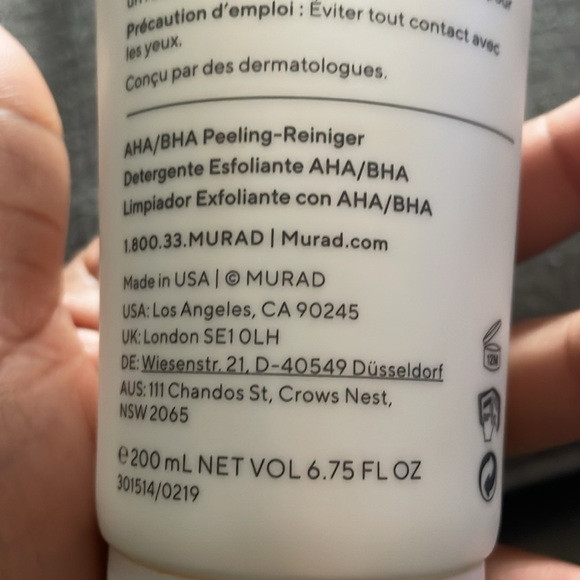 Précaution d'emploi : Éviter tout contact avec
les yeux.
Conçu par des dermatologues.
AHA/BHA Peeling-Reiniger
Detergente Esfoliante AHA/BHA
Limpiador Exfoliante con AHA/BHA
1.800.33.MURAD | Murad.com
Made in USA | © MURAD
USA: Los Angeles, CA 90245
UK: London SE1 0LH
DE: Wiesenstr. 21, D-40549 Düsseldorf
AUS: 111 Chandos St, Crows Nest,
NSW 2065
12M
℮ 200 mL NET VOL 6.75 FL OZ
301514/0219